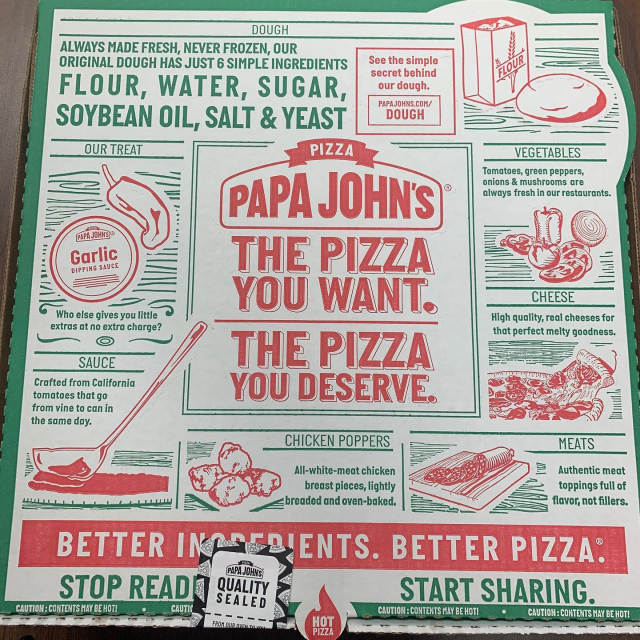 DOUGH
ALWAYS MADE FRESH, NEVER FROZEN, OUR
ORIGINAL DOUGH HAS JUST 6 SIMPLE INGREDIENTS
FLOUR, WATER, SUGAR,
SOYBEAN OIL, SALT & YEAST
See the simple
secret behind
our dough.
PAPAJOHNS.COM/
DOUGH
FLOUR
OUR TREAT
PAPA JOHN'S
Garlic
DIPPING SAUCE
Who else gives you little
extras at no extra charge?
SAUCE
Crafted from California
tomatoes that go
from vine to can in
the same day.
PIZZA
PAPA JOHN'S®
THE PIZZA
YOU WANT.
THE PIZZA
YOU DESERVE.
VEGETABLES
Tomatoes, green peppers,
onions & mushrooms are
always fresh in our restaurants.
CHEESE
High quality, real cheeses for
that perfect melty goodness.
CHICKEN POPPERS
All-white-meat chicken
breast pieces, lightly
breaded and oven-baked.
MEATS
Authentic meat
toppings full of
flavor, not fillers.
BETTER IN    DIENTS. BETTER PIZZA.®
STOP READI
START SHARING.
PAPA JOHN'S
QUALITY
SEALED
HOT
PIZZA
CAUTION: CONTENTS MAY BE HOT!
CAUTI
CAUTION: CONTENTS MAY BE HOT!
CAUTION: CONTENTS MAY BE HOT!